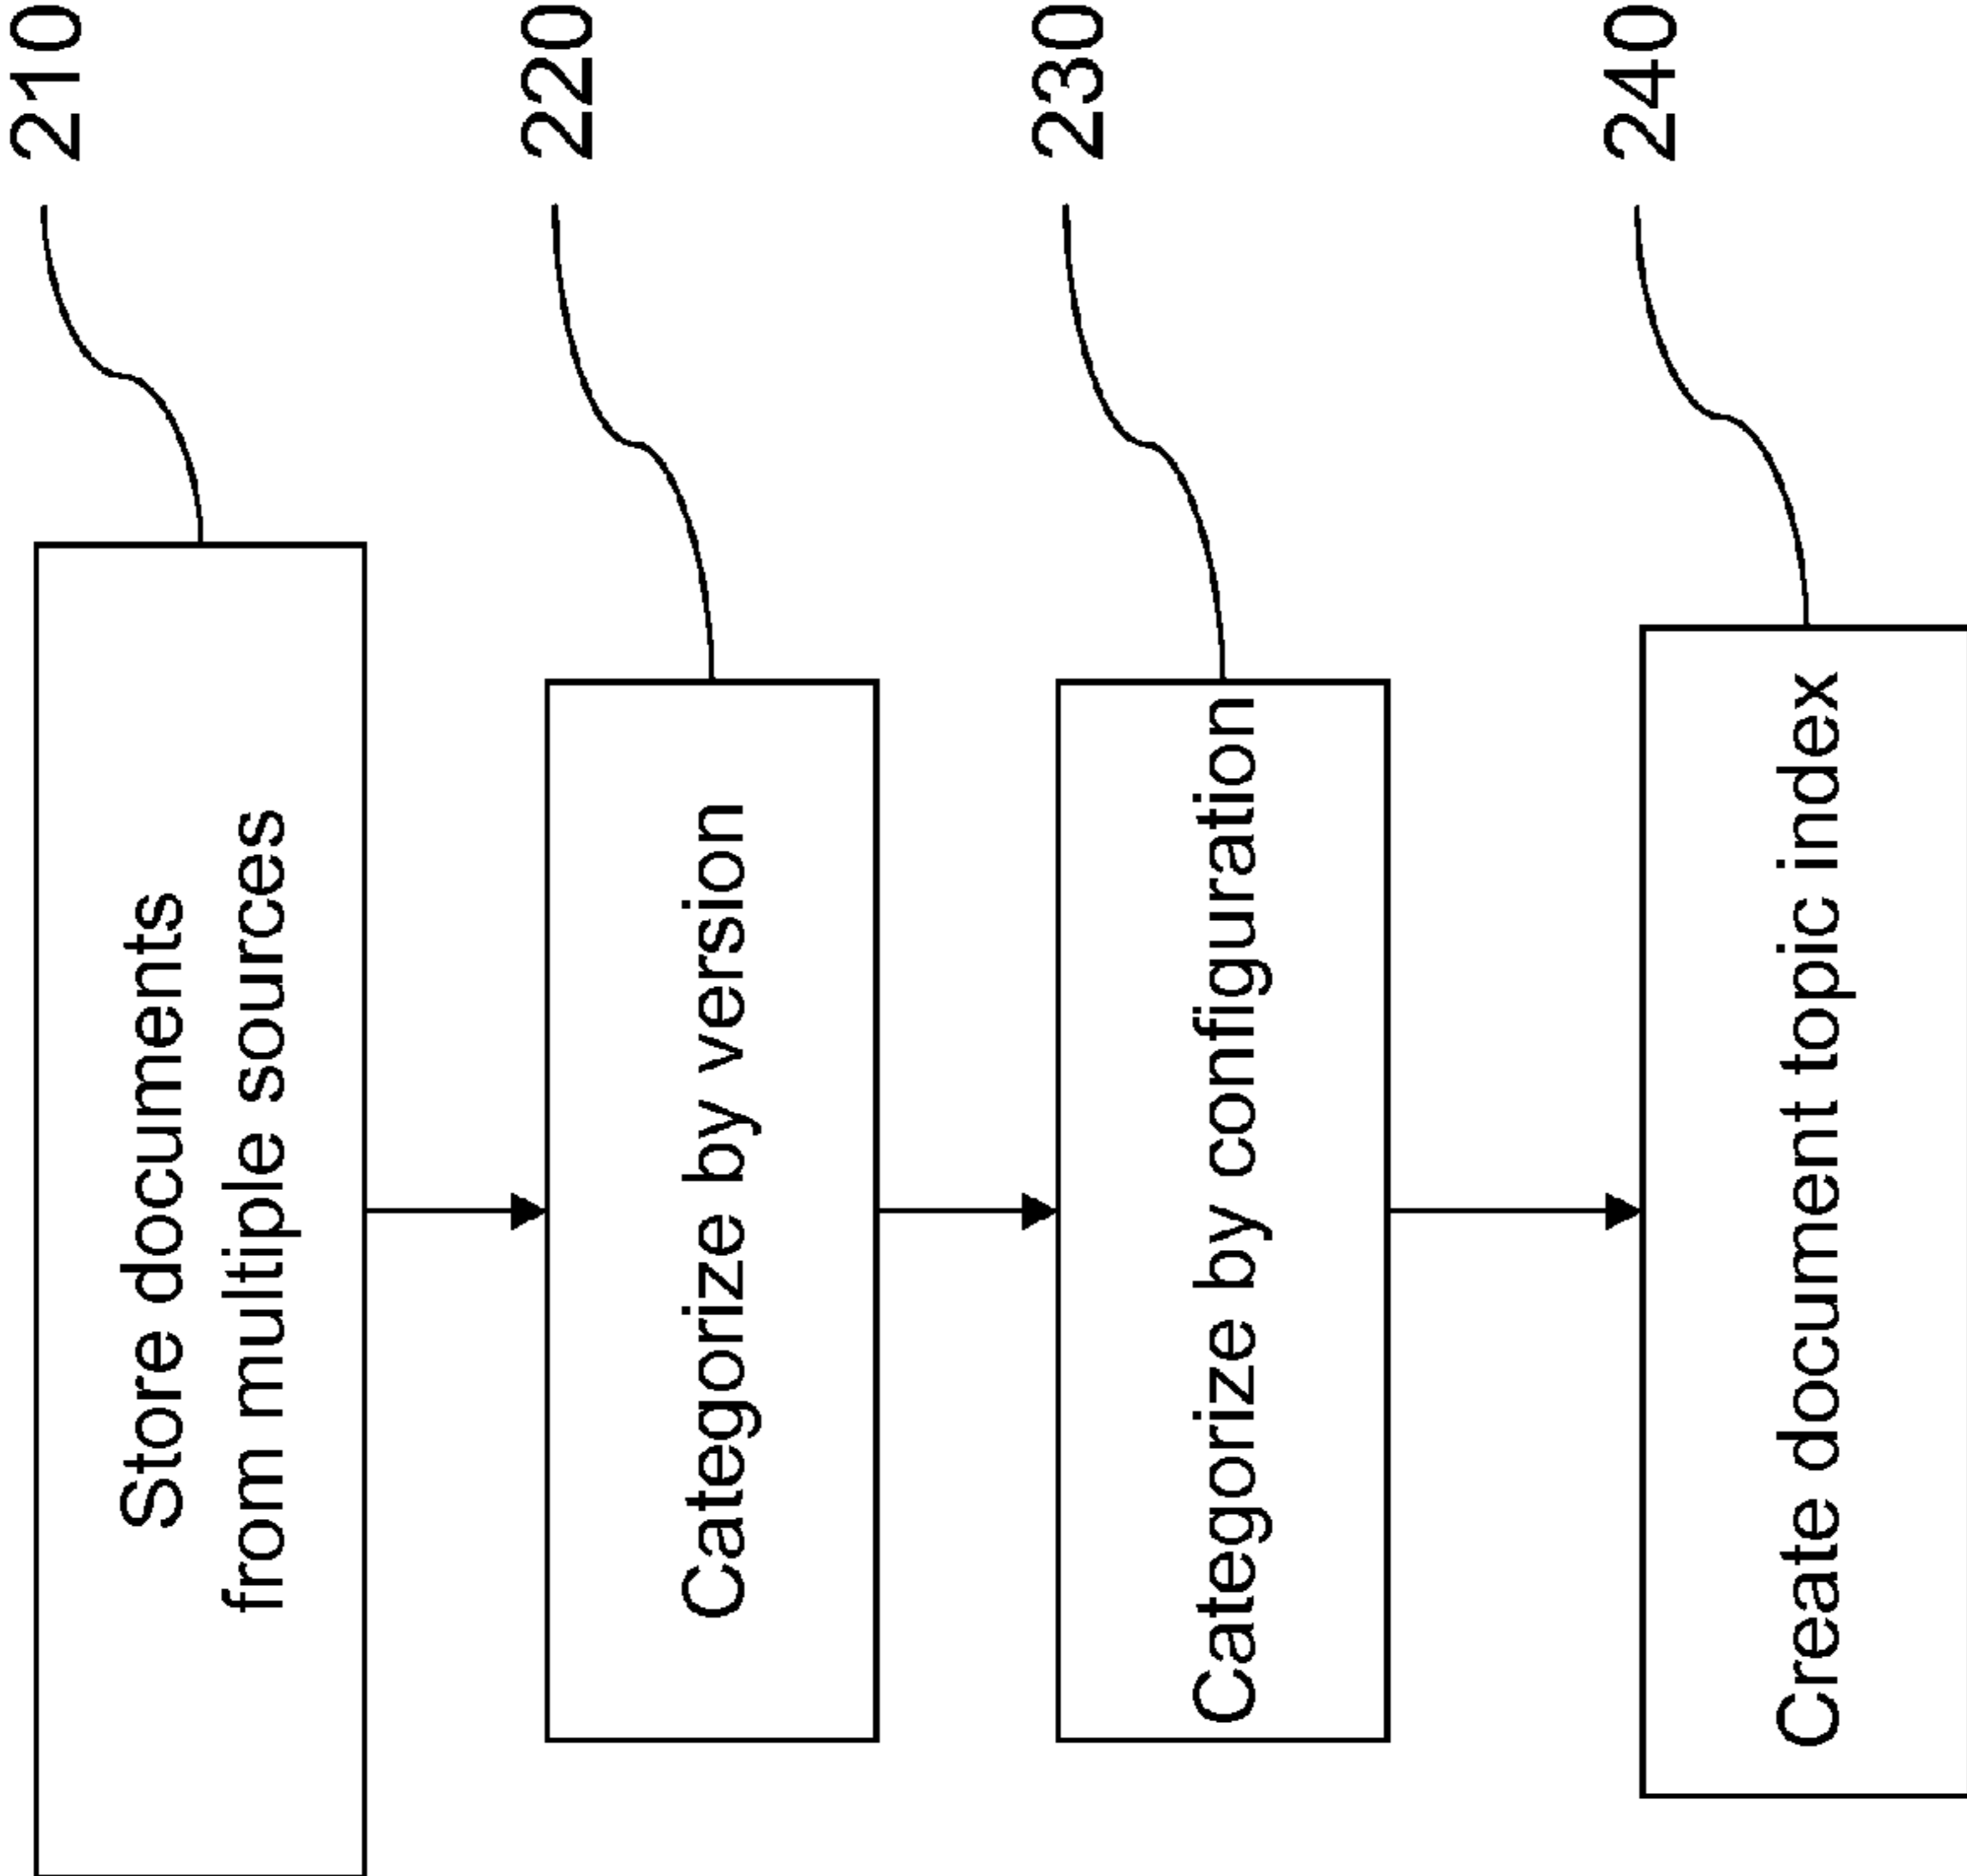 Store documents
from multiple sources
210
Categorize by version
220
Categorize by configuration
230
Create document topic index
240